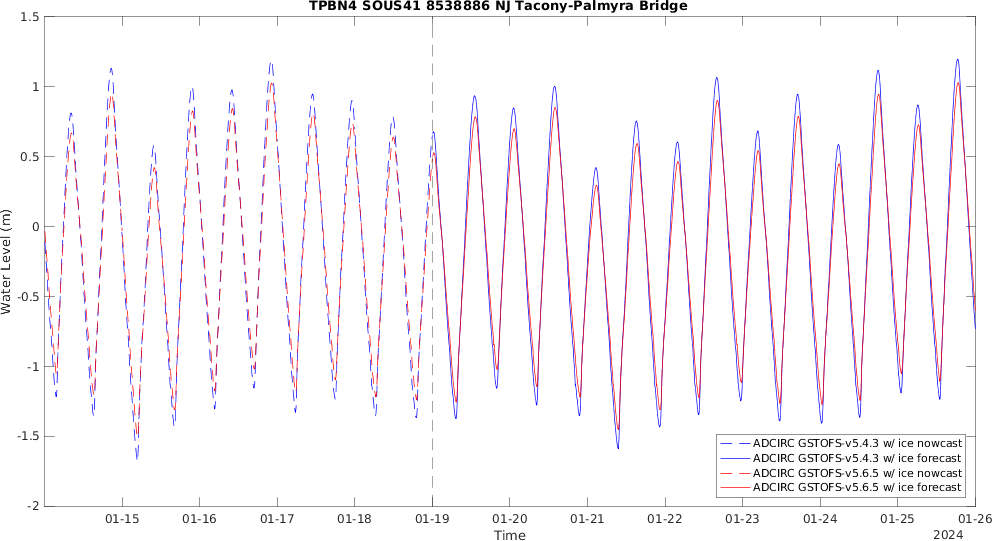 TPBN4 SOUS41 8538886 NJ Tacony-Palmyra Bridge
1.5
1
0.5
0
-0.5
-1
-1.5
-2
Water Level (m)
ADCIRC GSTOFS-v5.4.3 w/ ice nowcast
ADCIRC GSTOFS-v5.4.3 w/ ice forecast
ADCIRC GSTOFS-v5.6.5 w/ ice nowcast
ADCIRC GSTOFS-v5.6.5 w/ ice forecast
01-15 01-16 01-17 01-18 01-19 01-20 01-21 01-22 01-23 01-24 01-25 01-26
Time
2024